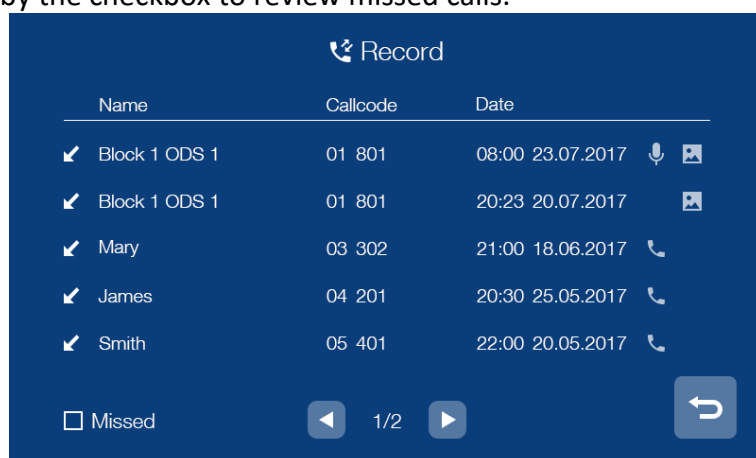 by the checkbox to review missed calls.
Record
Name Callcode Date
Block 1 ODS 1 01 801 08:00 23.07.2017
Block 1 ODS 1 01 801 20:23 20.07.2017
Mary 03 302 21:00 18.06.2017
James 04 201 20:30 25.05.2017
Smith 05 401 22:00 20.05.2017
Missed 1/2